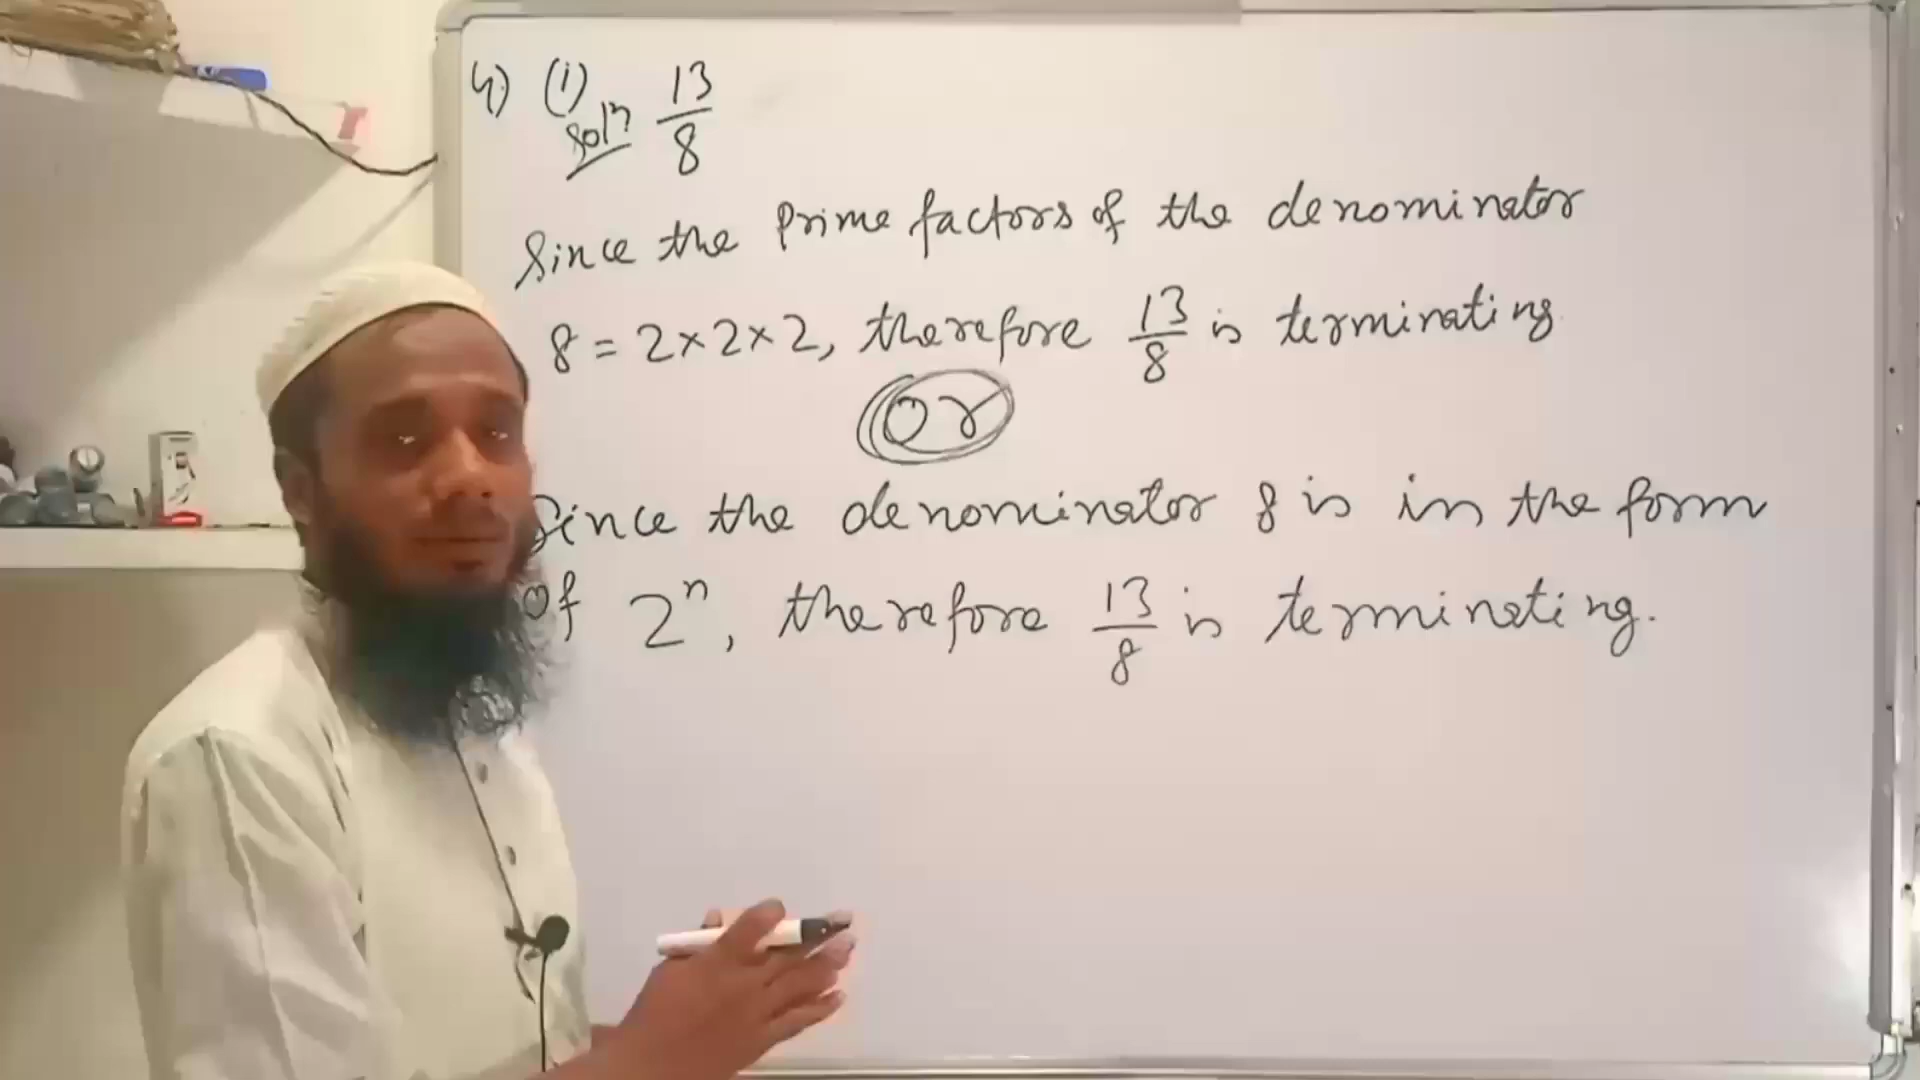 4) (i) 13/8
Soln
Since the Prime factors of the denominator
8 = 2×2×2, therefore 13/8 is terminating
Or
Since the denominator 8 is in the form
of 2ⁿ, therefore 13/8 is terminating.